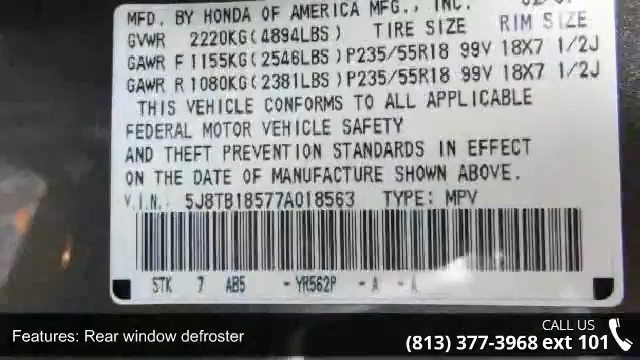 MFD. BY HONDA OF AMERICA MFG., INC.
GVWR 2220KG(4894LBS) TIRE SIZE RIM SIZE
GAWR F 1155KG(2546LBS)P235/55R18 99V 18X7 1/2J
GAWR R 1080KG(2381LBS)P235/55R18 99V 18X7 1/2J
THIS VEHICLE CONFORMS TO ALL APPLICABLE
FEDERAL MOTOR VEHICLE SAFETY
AND THEFT PREVENTION STANDARDS IN EFFECT
ON THE DATE OF MANUFACTURE SHOWN ABOVE.
V.I.N. 5J8TB18577A018563 TYPE: MPV
STK 7 AB5 -YR562P -A -
CALL US
Features: Rear window defroster
(813) 377-3968 ext 101